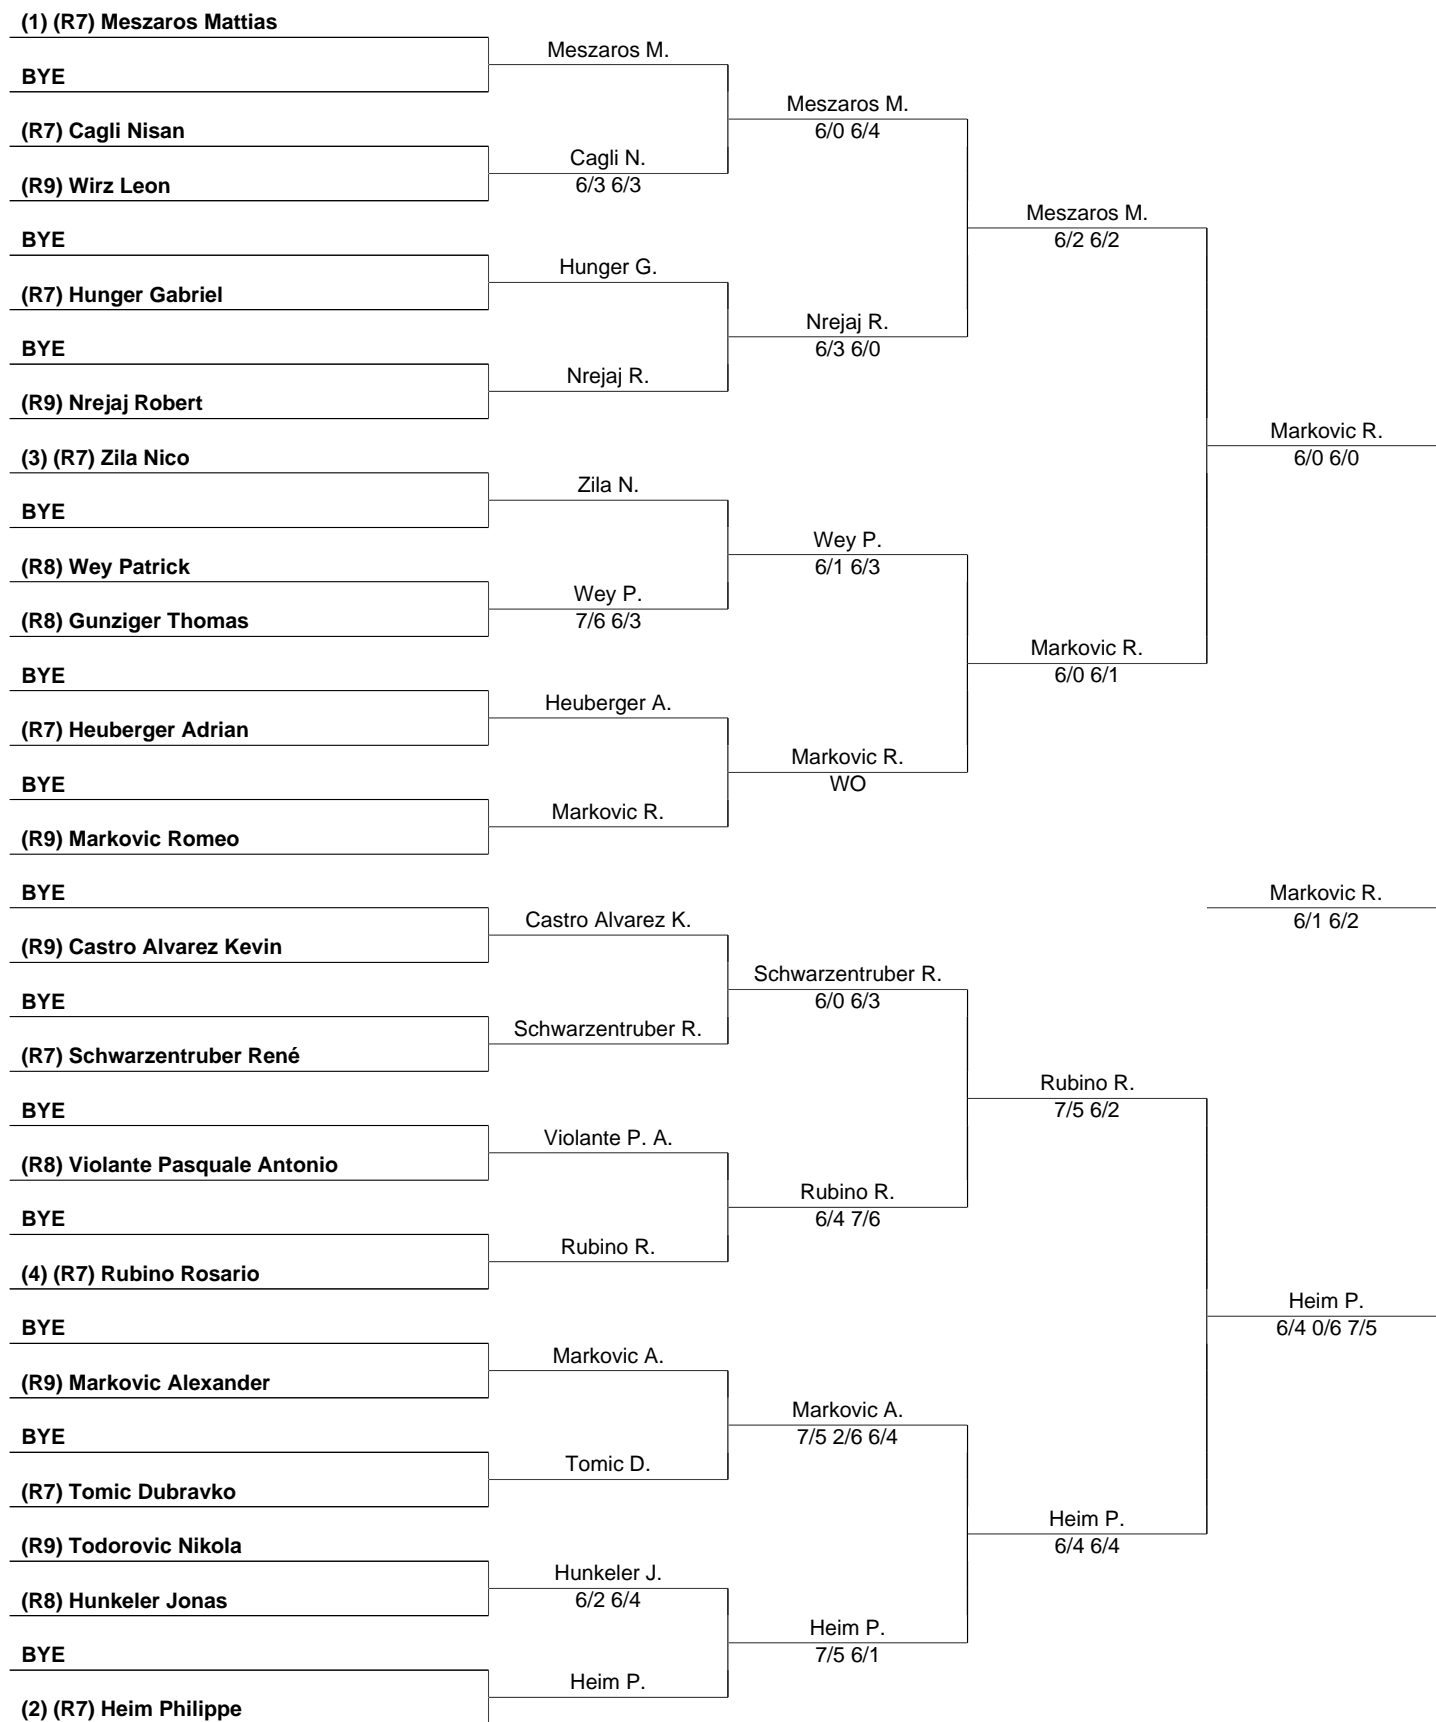 (1) (R7) Meszaros Mattias
Meszaros M.
BYE
Meszaros M.
6/0 6/4
(R7) Cagli Nisan
Cagli N.
6/3 6/3
(R9) Wirz Leon
Meszaros M.
6/2 6/2
BYE
Hunger G.
(R7) Hunger Gabriel
Nrejaj R.
6/3 6/0
BYE
Nrejaj R.
(R9) Nrejaj Robert
Markovic R.
6/0 6/0
(3) (R7) Zila Nico
Zila N.
BYE
Wey P.
6/1 6/3
(R8) Wey Patrick
Wey P.
7/6 6/3
(R8) Gunziger Thomas
Markovic R.
6/0 6/1
BYE
Heuberger A.
(R7) Heuberger Adrian
Markovic R.
WO
BYE
Markovic R.
(R9) Markovic Romeo
BYE
Markovic R.
6/1 6/2
Castro Alvarez K.
(R9) Castro Alvarez Kevin
Schwarzentruber R.
6/0 6/3
BYE
Schwarzentruber R.
(R7) Schwarzentruber René
Rubino R.
7/5 6/2
BYE
Violante P. A.
(R8) Violante Pasquale Antonio
Rubino R.
6/4 7/6
BYE
Rubino R.
(4) (R7) Rubino Rosario
Heim P.
6/4 0/6 7/5
BYE
Markovic A.
(R9) Markovic Alexander
Markovic A.
7/5 2/6 6/4
BYE
Tomic D.
(R7) Tomic Dubravko
Heim P.
6/4 6/4
(R9) Todorovic Nikola
Hunkeler J.
6/2 6/4
(R8) Hunkeler Jonas
Heim P.
7/5 6/1
BYE
Heim P.
(2) (R7) Heim Philippe